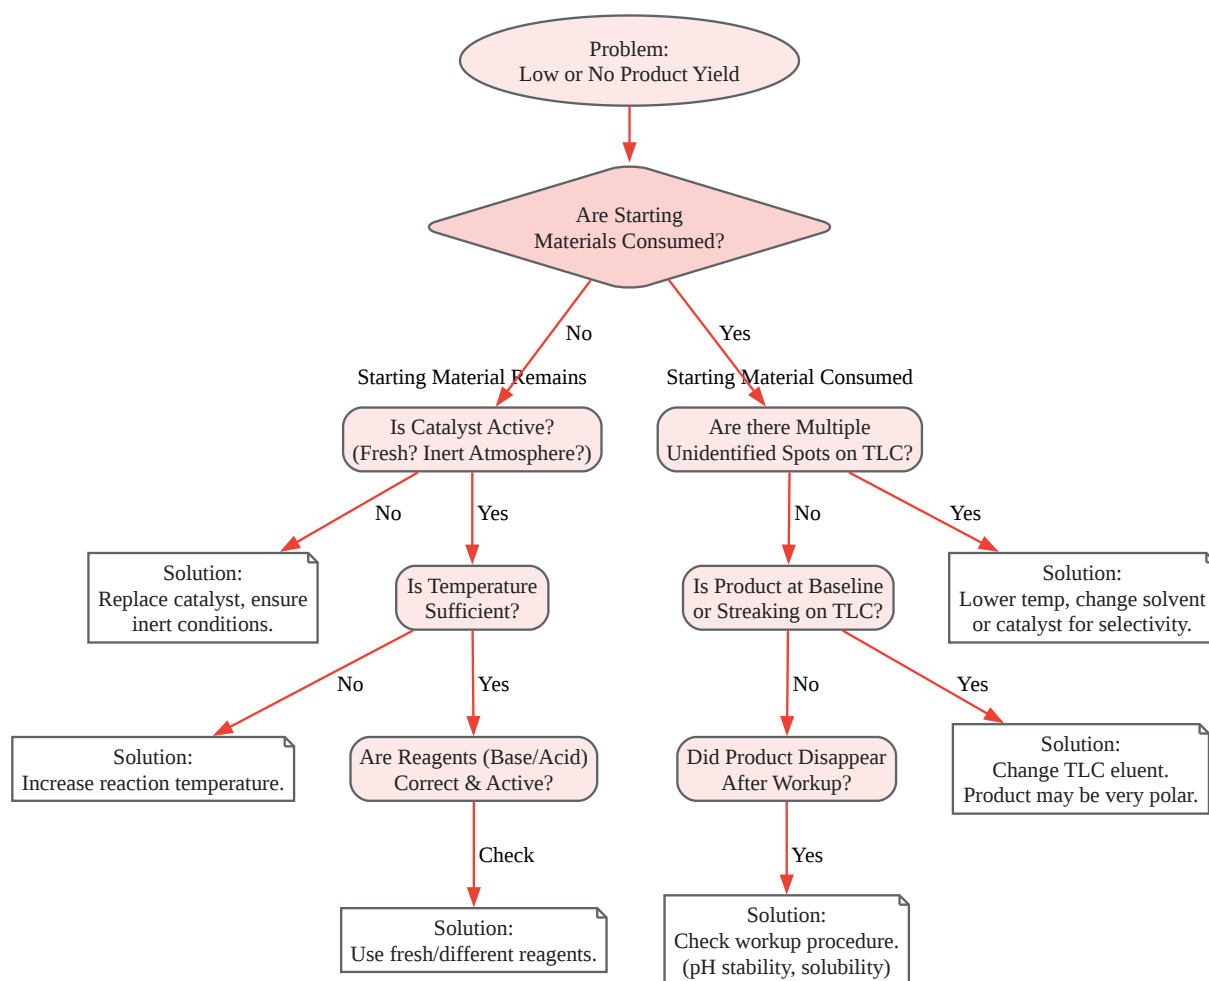 Problem:
Low or No Product Yield
Are Starting
Materials Consumed?
No
Yes
Starting Material Remains
Starting Material Consumed
Is Catalyst Active?
(Fresh? Inert Atmosphere?)
Are there Multiple
Unidentified Spots on TLC?
No
Yes
No
Yes
Solution:
Replace catalyst, ensure
inert conditions.
Is Temperature
Sufficient?
Is Product at Baseline
or Streaking on TLC?
Solution:
Lower temp, change solvent
or catalyst for selectivity.
No
Yes
No
Yes
Solution:
Increase reaction temperature.
Are Reagents (Base/Acid)
Correct & Active?
Did Product Disappear
After Workup?
Solution:
Change TLC eluent.
Product may be very polar.
Check
Yes
Solution:
Use fresh/different reagents.
Solution:
Check workup procedure.
(pH stability, solubility)